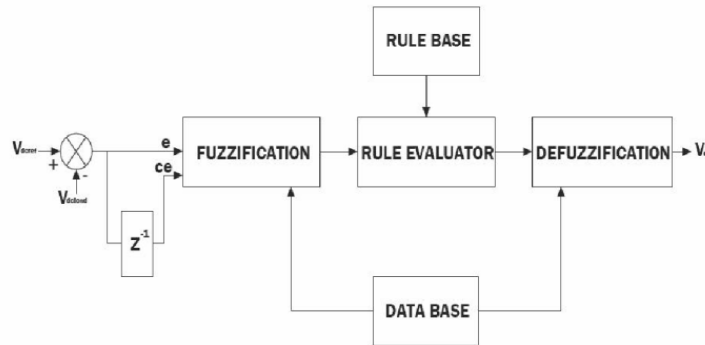 RULE BASE
V
+
-
e
ce
FUZZIFICATION
RULE EVALUATOR
DEFUZZIFICATION
V
V
Z-1
DATA BASE